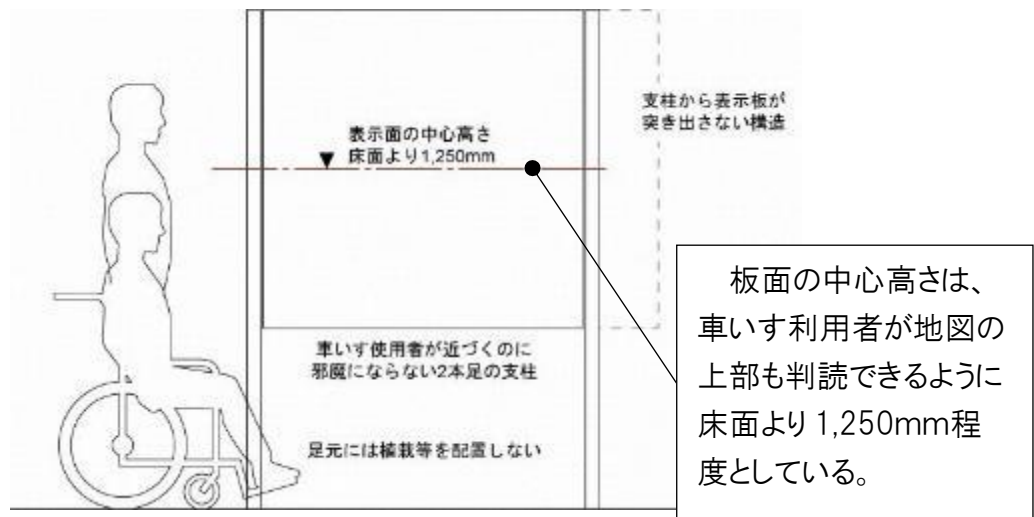 支柱から表示板が
突き出さない構造
表示面の中心高さ
床面より1,250mm
板面の中心高さは、
車いす利用者が地図の
上部も判読できるように
床面より1,250mm程
度としている。
車いす使用者が近づくのに
邪魔にならない2本足の支柱
足元には植栽等を配置しない